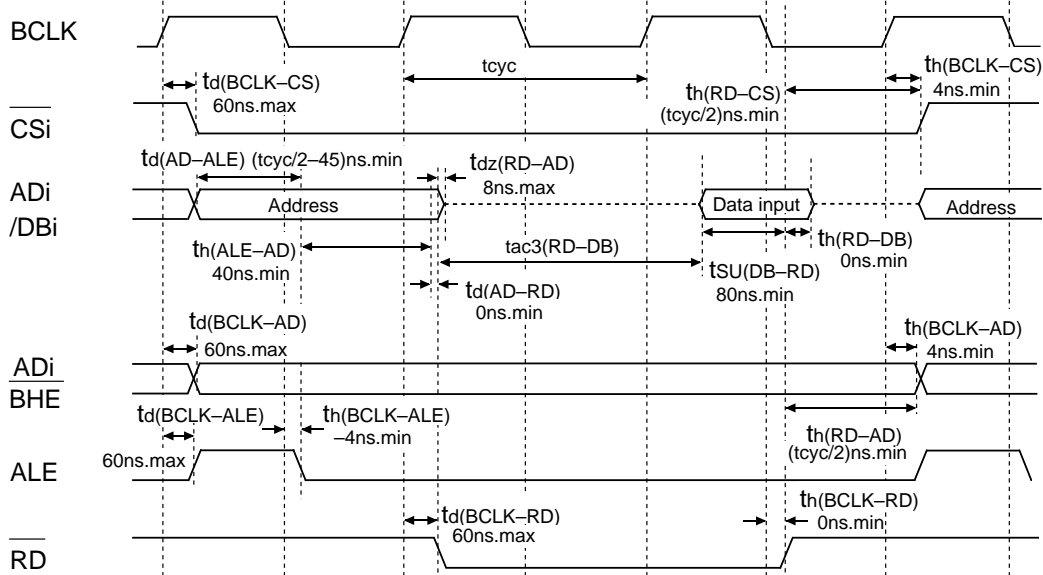 BCLK
td(BCLK–CS)
60ns.max
tcyc
th(RD–CS)
(tcyc/2)ns.min
th(BCLK–CS)
4ns.min
CSi
td(AD–ALE) (tcyc/2–45)ns.min
tdz(RD–AD)
8ns.max
ADi
/DBi
Address
Data input
Address
th(ALE–AD)
40ns.min
tac3(RD–DB)
th(RD–DB)
0ns.min
tSU(DB–RD)
80ns.min
td(AD–RD)
0ns.min
td(BCLK–AD)
60ns.max
th(BCLK–AD)
4ns.min
ADi
BHE
td(BCLK–ALE)
60ns.max
th(BCLK–ALE)
–4ns.min
th(RD–AD)
(tcyc/2)ns.min
ALE
td(BCLK–RD)
60ns.max
th(BCLK–RD)
0ns.min
RD